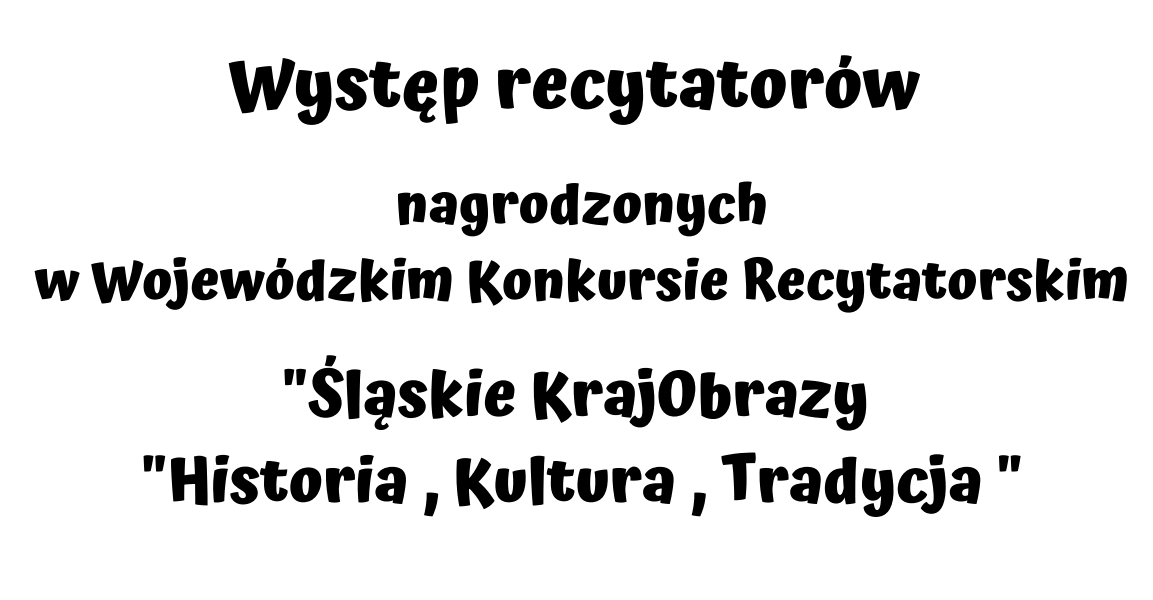 Występ recytatorów
nagrodzonych
w Wojewódzkim Konkursie Recytatorskim
"Śląskie KrajObrazy
"Historia , Kultura , Tradycja "